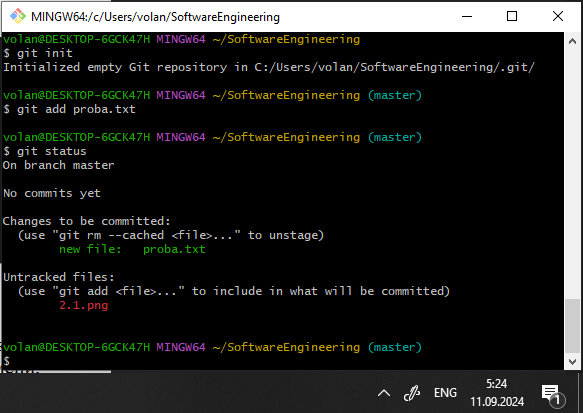 MINGW64:/c/Users/volan/SoftwareEngineering
volan@DESKTOP-6GCK47H MINGW64 ~/SoftwareEngineering
$ git init
Initialized empty Git repository in C:/Users/volan/SoftwareEngineering/.git/
volan@DESKTOP-6GCK47H MINGW64 ~/SoftwareEngineering (master)
$ git add proba.txt
volan@DESKTOP-6GCK47H MINGW64 ~/SoftwareEngineering (master)
$ git status
On branch master
No commits yet
Changes to be committed:
(use "git rm --cached <file>..." to unstage)
new file:   proba.txt
Untracked files:
(use "git add <file>..." to include in what will be committed)
2.1.png
volan@DESKTOP-6GCK47H MINGW64 ~/SoftwareEngineering (master)
$
ENG
5:24
11.09.2024
1